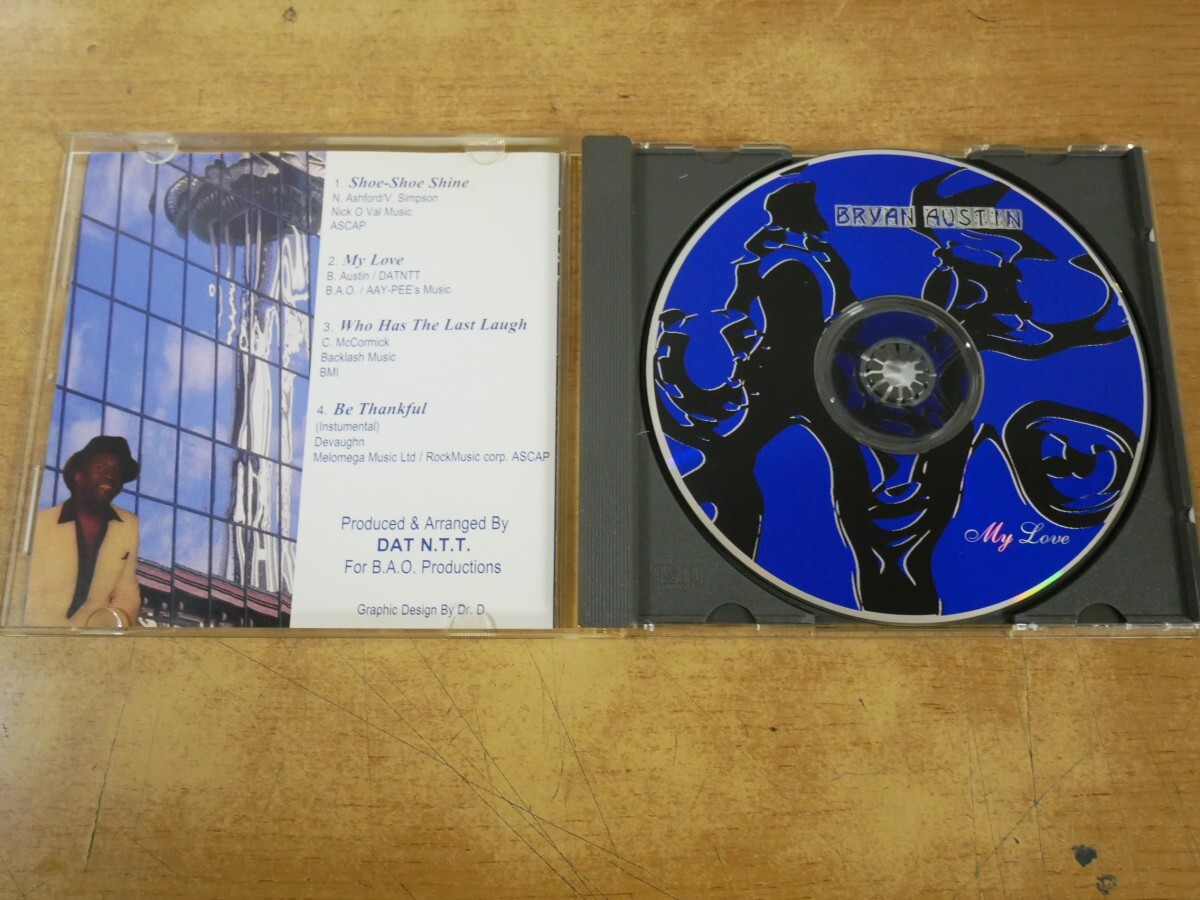 1. Shoe-Shoe Shine
N. Ashford/V. Simpson
Nick O Val Music
ASCAP
2. My Love
B. Austin / DATNTT
B.A.O. / AAY-PEE's Music
3. Who Has The Last Laugh
C. McCormick
Backlash Music
BMI
4. Be Thankful
(Instumental)
Devaughn
Melomega Music Ltd / RockMusic corp. ASCAP
Produced & Arranged By
DAT N.T.T.
For B.A.O. Productions
Graphic Design By Dr. D
BRYAN AUSTIN
My Love